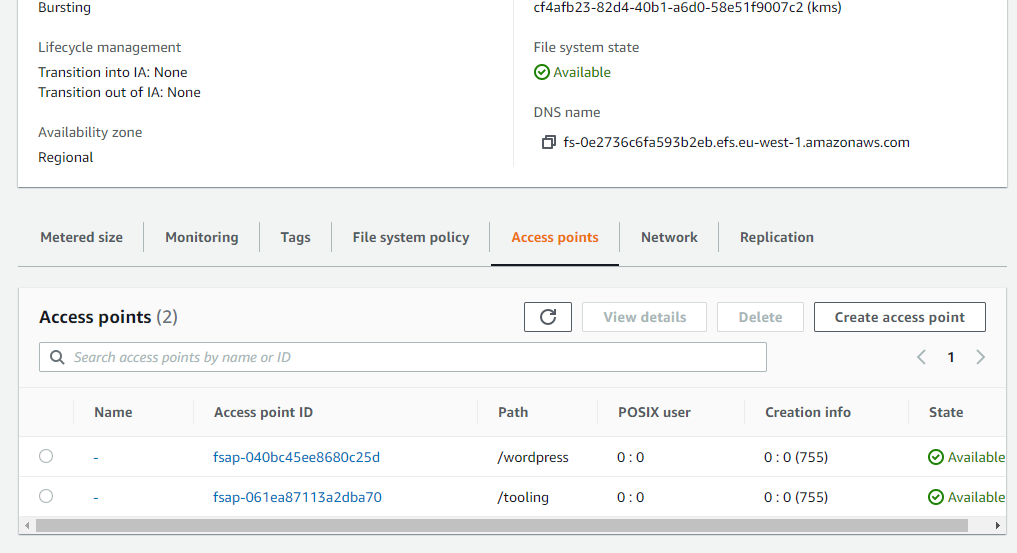 Bursting
cf4afb23-82d4-40b1-a6d0-58e51f9007c2 (kms)
Lifecycle management
Transition into IA: None
Transition out of IA: None
File system state
Available
Availability zone
Regional
DNS name
fs-0e2736c6fa593b2eb.efs.eu-west-1.amazonaws.com
Metered size Monitoring Tags File system policy Access points Network Replication
Access points (2) View details Delete Create access point
Search access points by name or ID 1
Name Access point ID Path POSIX user Creation info State
- fsap-040bc45ee8680c25d /wordpress 0 : 0 0 : 0 (755) Available
- fsap-061ea87113a2dba70 /tooling 0 : 0 0 : 0 (755) Available